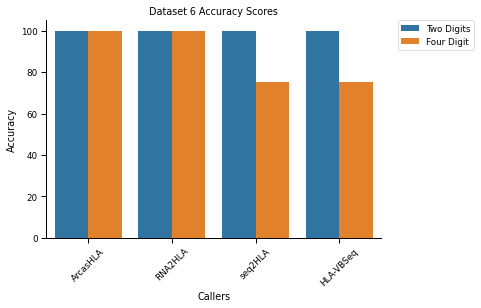 Dataset 6 Accuracy Scores
Two Digits
Four Digit
100
80
60
40
20
0
Accuracy
ArcasHLA
RNA2HLA
seq2HLA
HLA-VBSeq
Callers